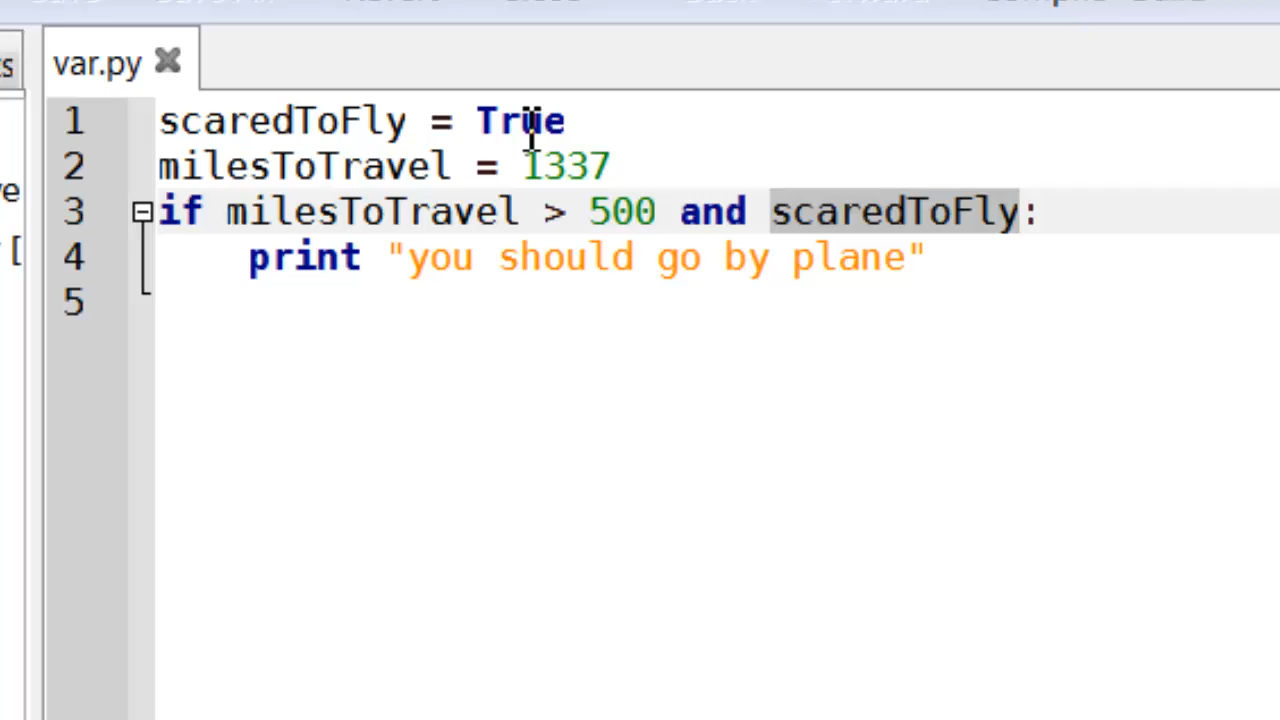 var.py
1 scaredToFly = True
2 milesToTravel = 1337
3 if milesToTravel > 500 and scaredToFly:
4     print "you should go by plane"
5